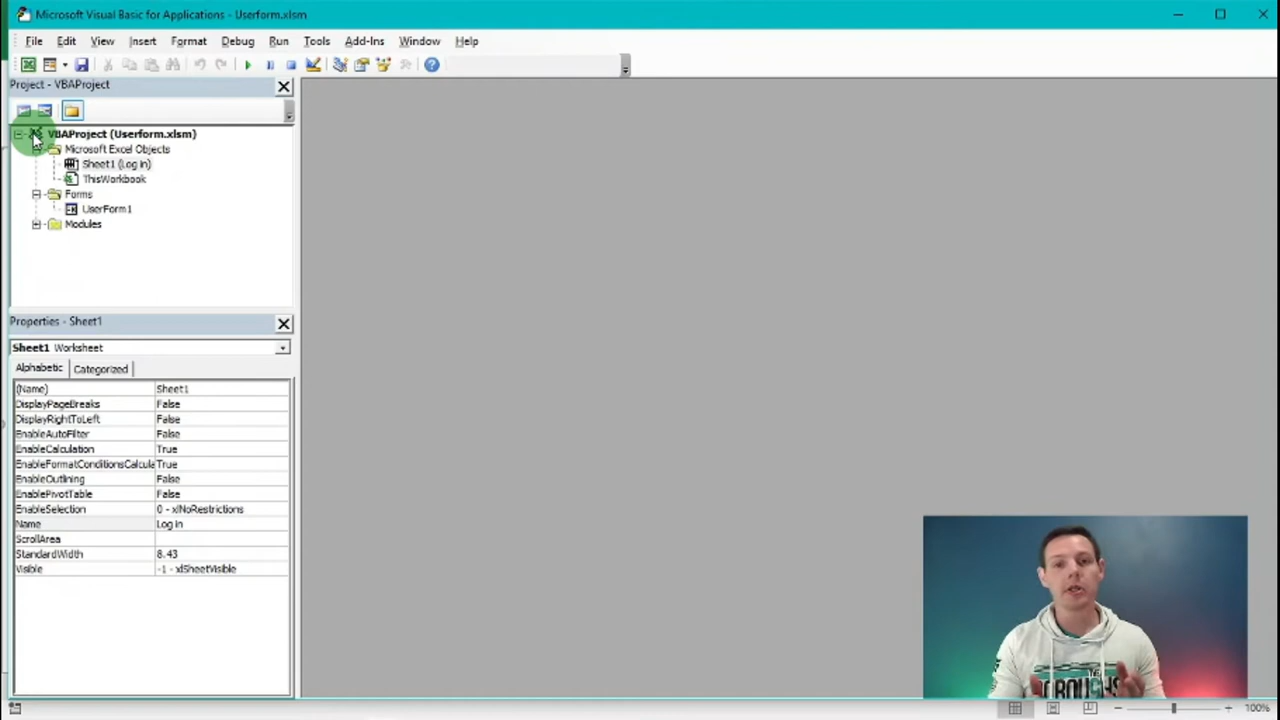 Microsoft Visual Basic for Applications - Userform.xlsm
File Edit View Insert Format Debug Run Tools Add-Ins Window Help
Project - VBAProject
VBAProject (Userform.xlsm)
Microsoft Excel Objects
Sheet1 (Log in)
ThisWorkbook
Forms
UserForm1
Modules
Properties - Sheet1
Sheet1 Worksheet
Alphabetic Categorized
(Name) Sheet1
DisplayPageBreaks False
DisplayRightToLeft False
EnableAutoFilter False
EnableCalculation True
EnableFormatConditionsCalcula True
EnableOutlining False
EnablePivotTable False
EnableSelection 0 - xlNoRestrictions
Name Log in
ScrollArea
StandardWidth 8.43
Visible -1 - xlSheetVisible
100%